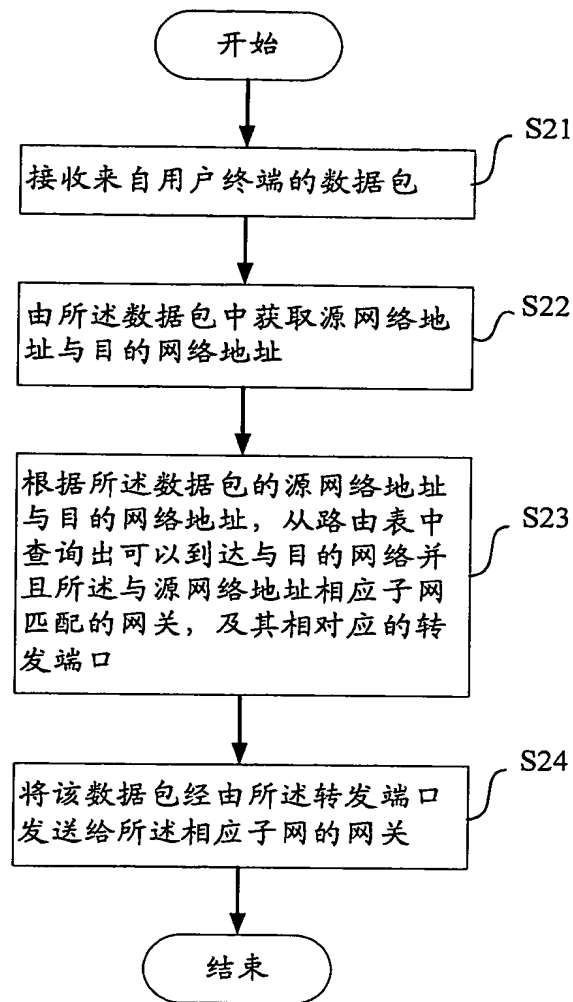 开始
S21
接收来自用户终端的数据包
S22
由所述数据包中获取源网络地
址与目的网络地址
S23
根据所述数据包的源网络地址
与目的网络地址，从路由表中
查询出可以到达与目的网络并
且所述与源网络地址相应子网
匹配的网关，及其相对应的转
发端口
S24
将该数据包经由所述转发端口
发送给所述相应子网的网关
结束